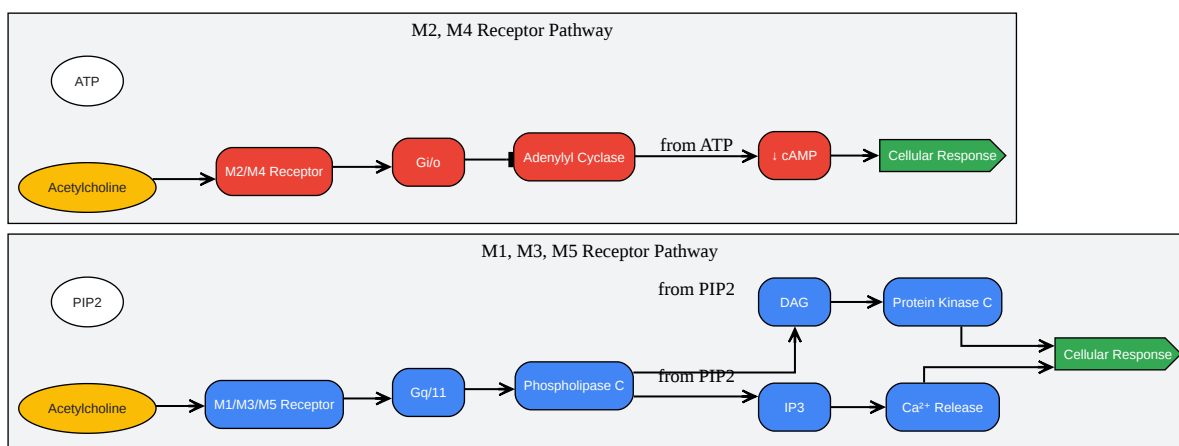 M2, M4 Receptor Pathway
ATP
Acetylcholine
M2/M4 Receptor
Gi/o
Adenylyl Cyclase
from ATP
↓ cAMP
Cellular Response
M1, M3, M5 Receptor Pathway
PIP2
from PIP2
DAG
Protein Kinase C
Cellular Response
Acetylcholine
M1/M3/M5 Receptor
Gq/11
Phospholipase C
from PIP2
IP3
Ca²⁺ Release